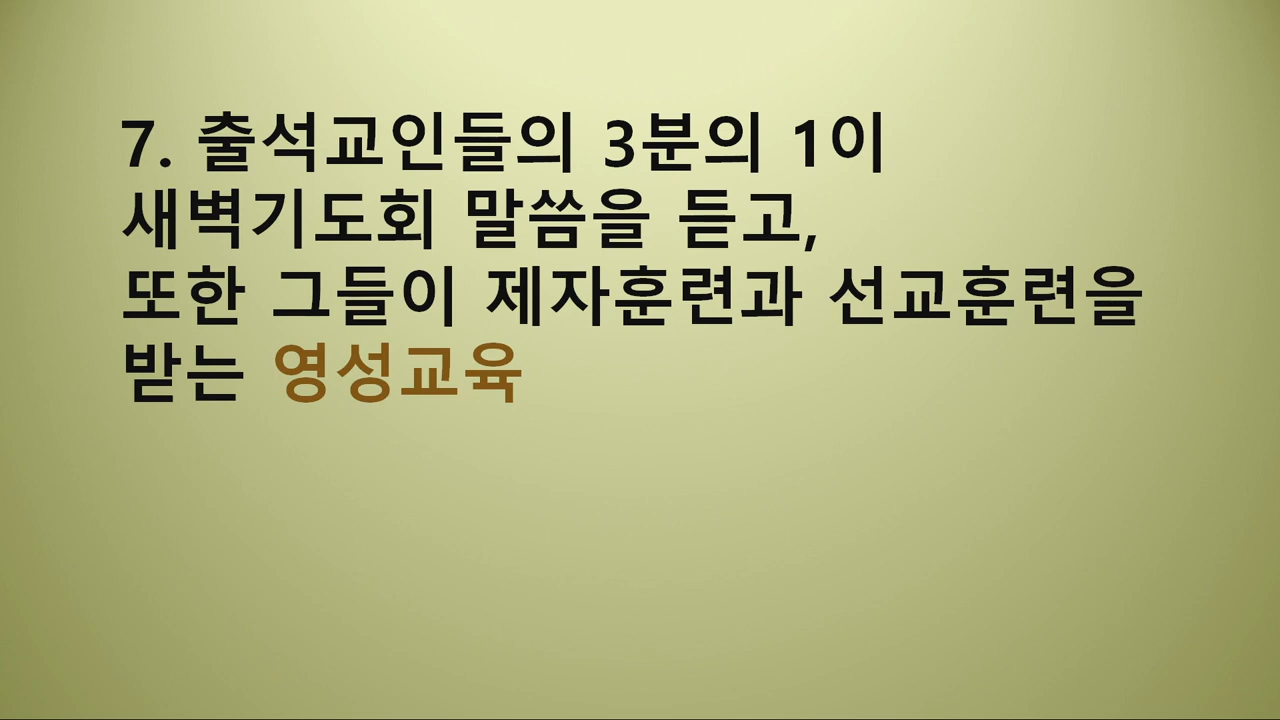 7. 출석교인들의 3분의 1이
새벽기도회 말씀을 듣고,
또한 그들이 제자훈련과 선교훈련을
받는 영성교육